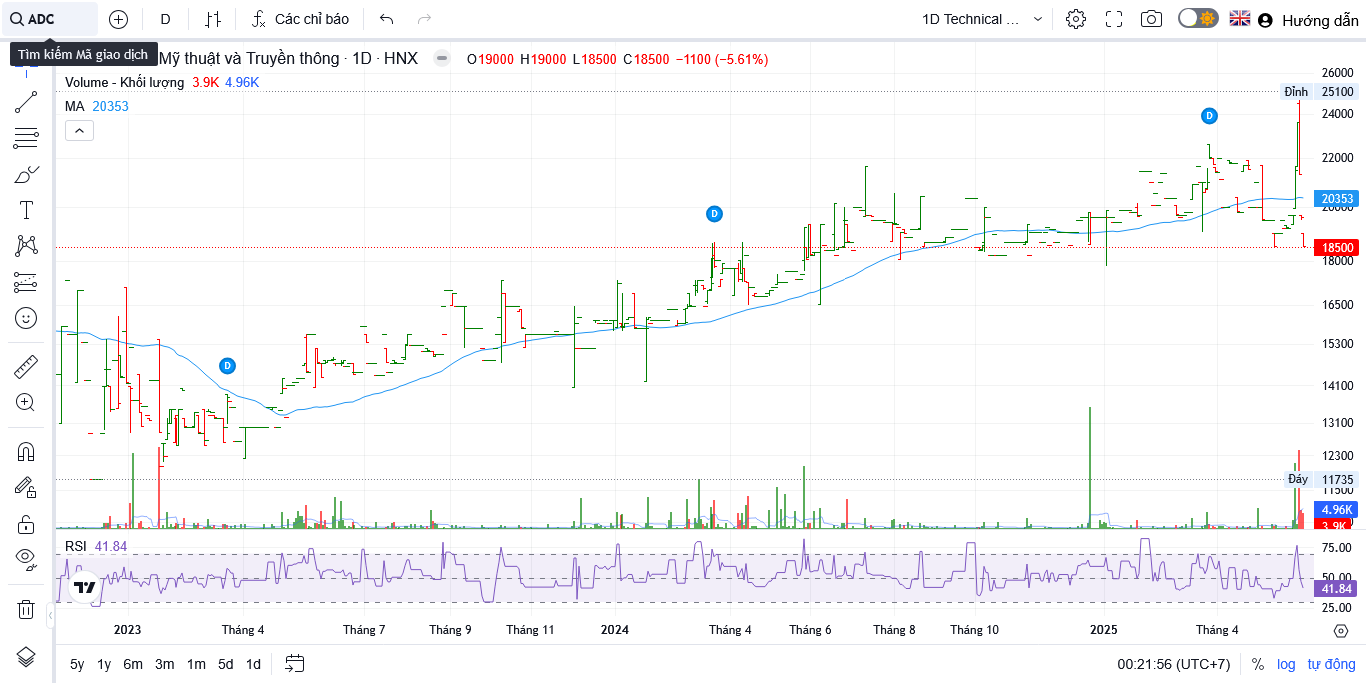 ADC
D
Các chỉ báo
1D Technical ...
Hướng dẫn
Tìm kiếm Mã giao dịch
Mỹ thuật và Truyền thông · 1D · HNX
O19000 H19000 L18500 C18500 −1100 (−5.61%)
Volume - Khối lượng 3.9K 4.96K
MA 20353
26000
Đỉnh 25100
24000
22000
20353
20000
18500
18000
16500
15300
14100
13100
12300
Đáy 11735
11500
4.96K
3.9K
D
D
D
RSI 41.84
75.00
50.00
41.84
25.00
2023 Tháng 4 Tháng 7 Tháng 9 Tháng 11 2024 Tháng 4 Tháng 6 Tháng 8 Tháng 10 2025 Tháng 4
5y 1y 6m 3m 1m 5d 1d
00:21:56 (UTC+7) % log tự động